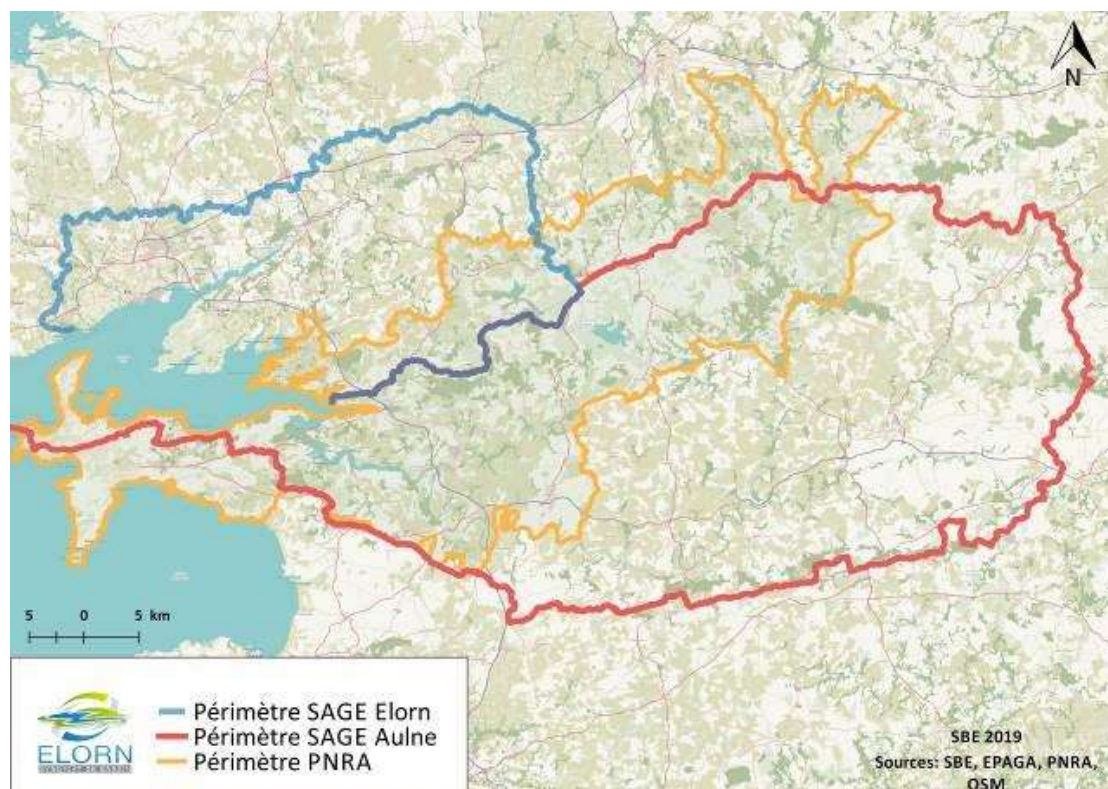 N
5 0 5 km
ELORN
Périmètre SAGE Elorn
Périmètre SAGE Aulne
Périmètre PNRA
SBE 2019
Sources: SBE, EPAGA, PNRA,
OSM